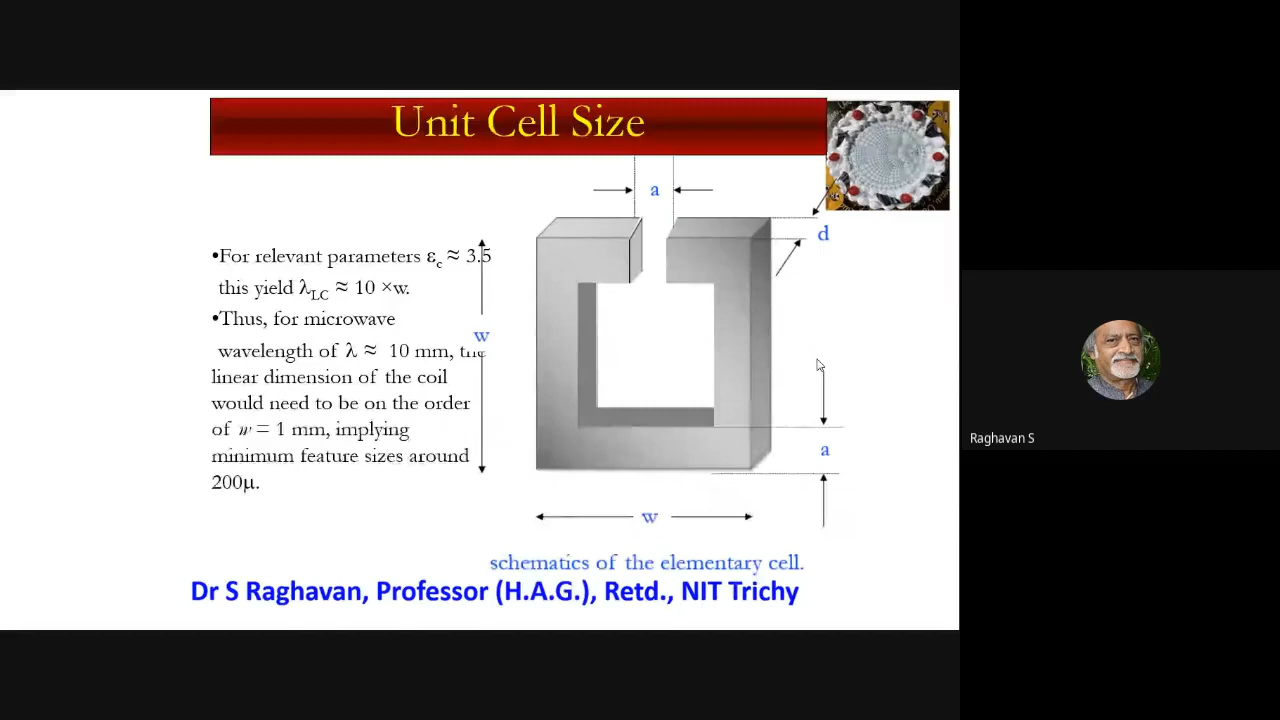 Unit Cell Size
a
d
•For relevant parameters εc ≈ 3.5
this yield λLC ≈ 10 ×w.
•Thus, for microwave
w
wavelength of λ ≈ 10 mm, the
linear dimension of the coil
would need to be on the order
of w = 1 mm, implying
minimum feature sizes around
200μ.
a
w
schematics of the elementary cell.
Dr S Raghavan, Professor (H.A.G.), Retd., NIT Trichy
Raghavan S